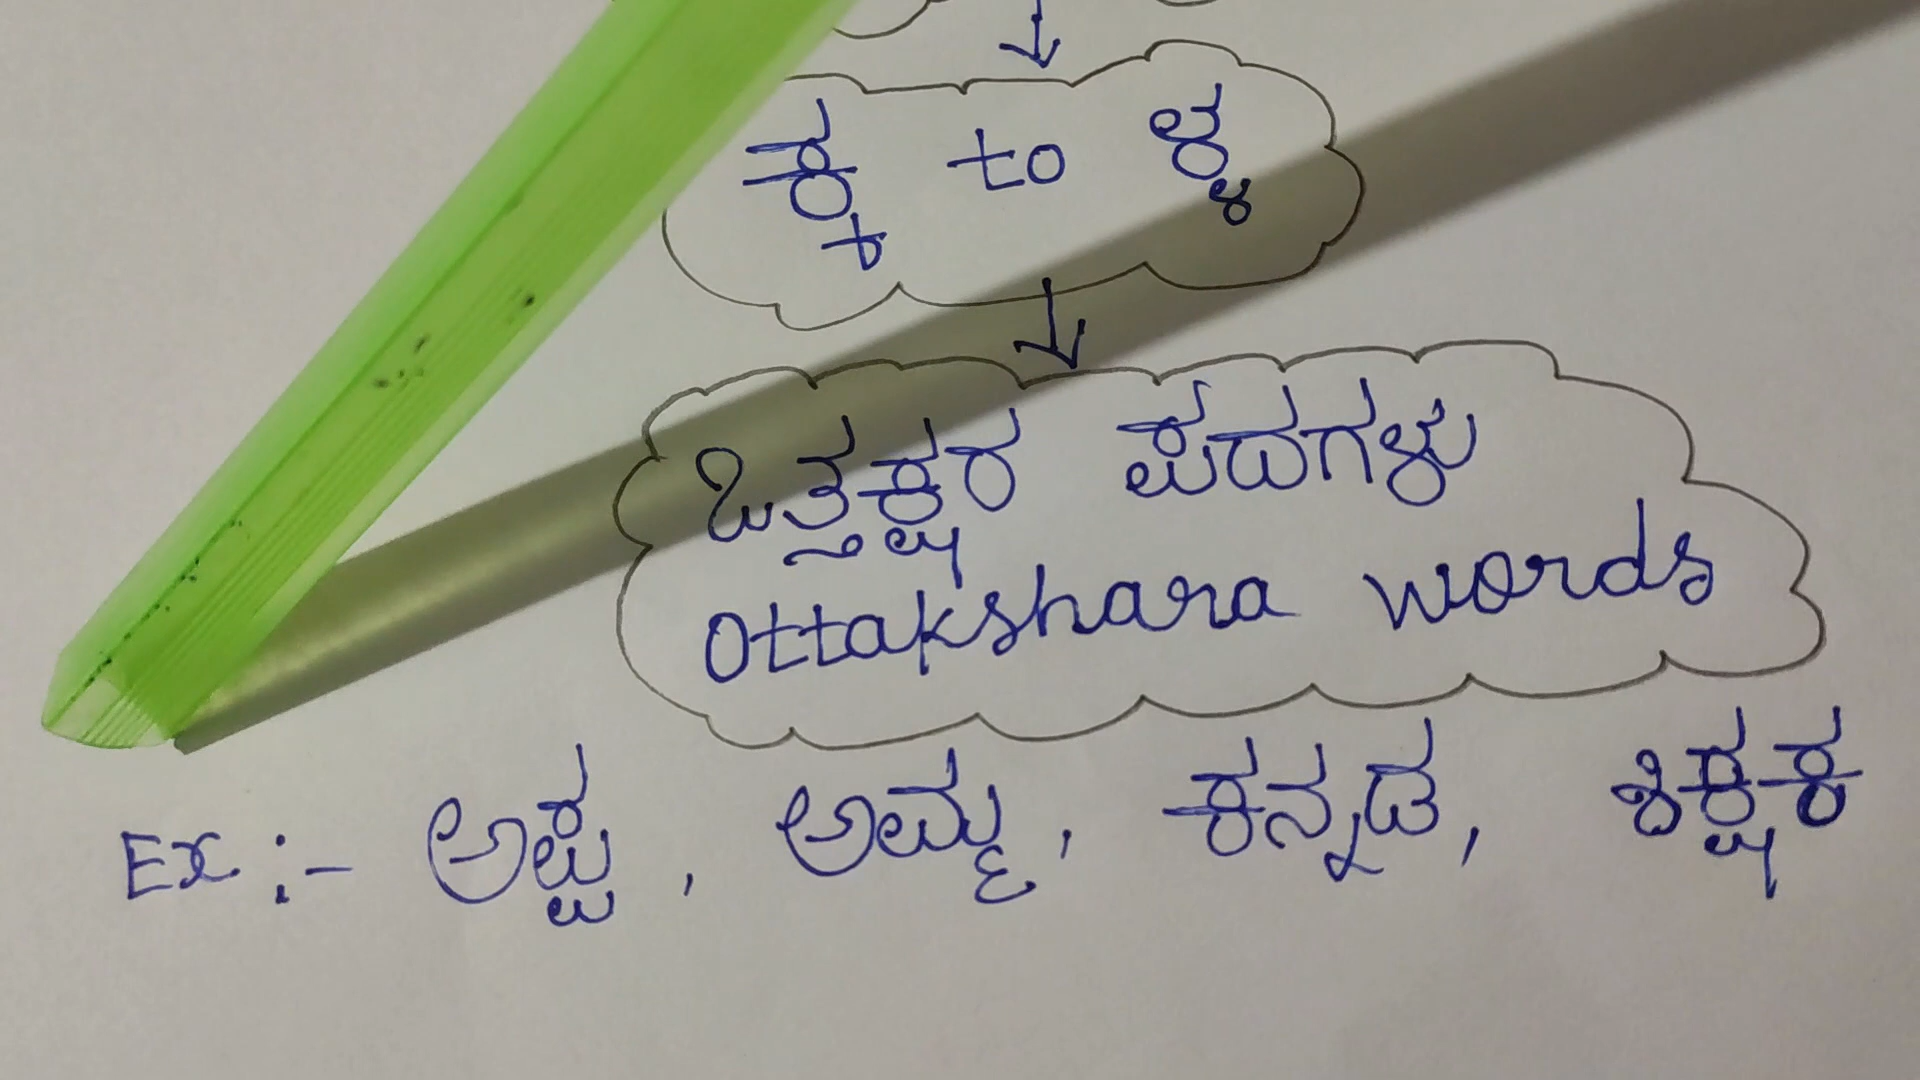 ಕ್ಕ to ಳ್ಳ
ಒತ್ತಕ್ಷರ ಪದಗಳು
ottakshara words
Ex :- ಅಪ್ಪ, ಅಮ್ಮ, ಕನ್ನಡ, ಶಿಕ್ಷಕ